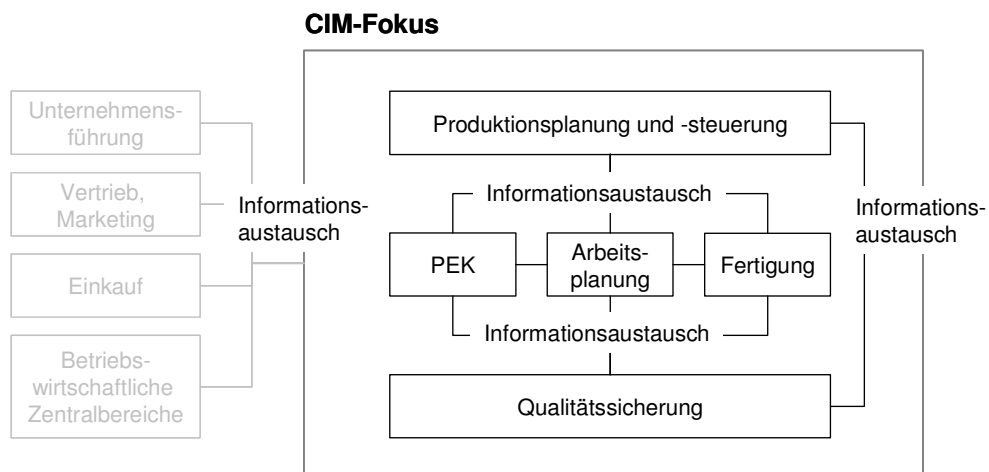 CIM-Fokus
Unternehmens-
führung
Vertrieb,
Marketing
Einkauf
Betriebs-
wirtschaftliche
Zentralbereiche
Informations-
austausch
Produktionsplanung und -steuerung
Informationsaustausch
PEK
Arbeits-
planung
Fertigung
Informationsaustausch
Qualitätssicherung
Informations-
austausch